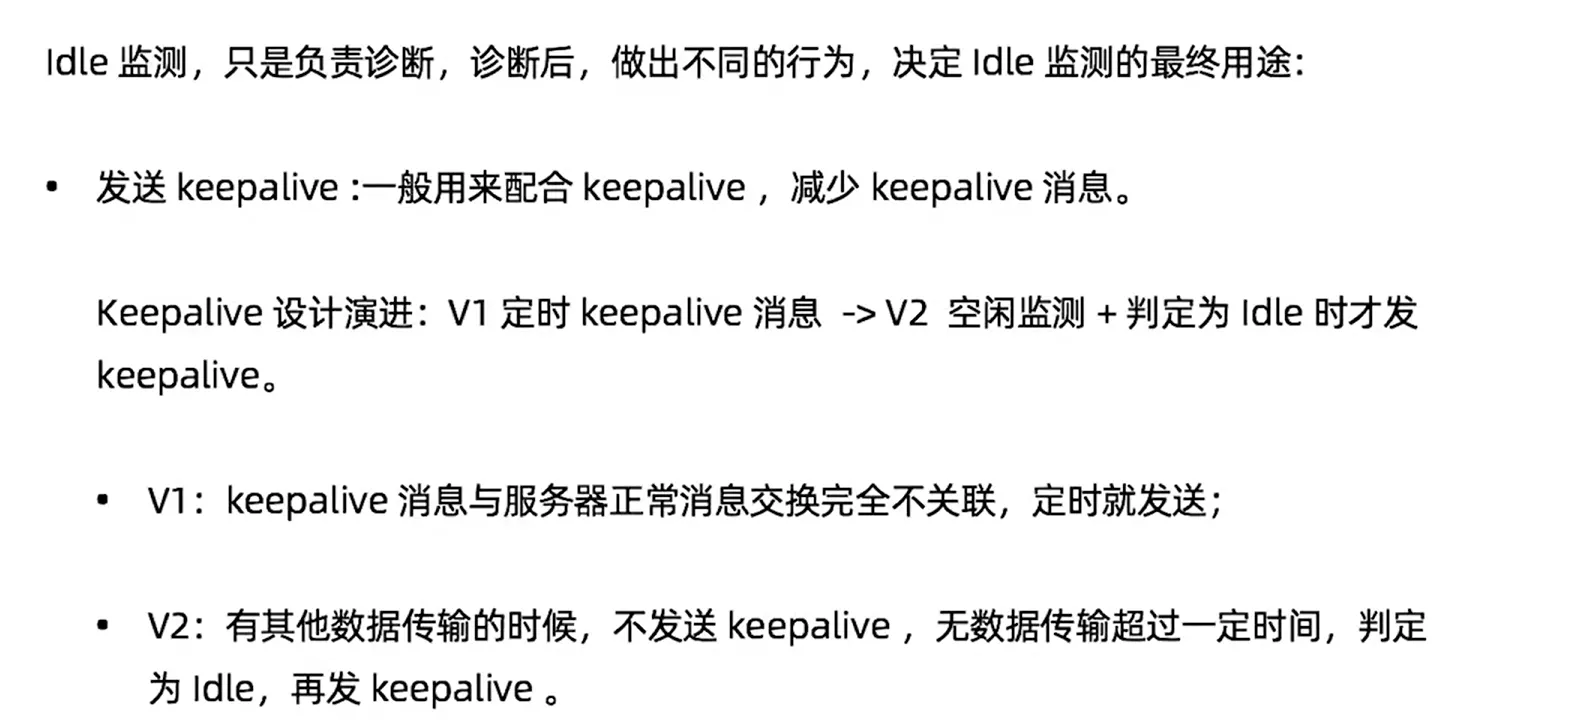 Idle 监测，只是负责诊断，诊断后，做出不同的行为，决定 Idle 监测的最终用途：
• 发送 keepalive :一般用来配合 keepalive ，减少 keepalive 消息。
Keepalive 设计演进：V1 定时 keepalive 消息 -> V2 空闲监测 + 判定为 Idle 时才发
keepalive。
• V1：keepalive 消息与服务器正常消息交换完全不关联，定时就发送；
• V2：有其他数据传输的时候，不发送 keepalive ，无数据传输超过一定时间，判定
为 Idle，再发 keepalive 。